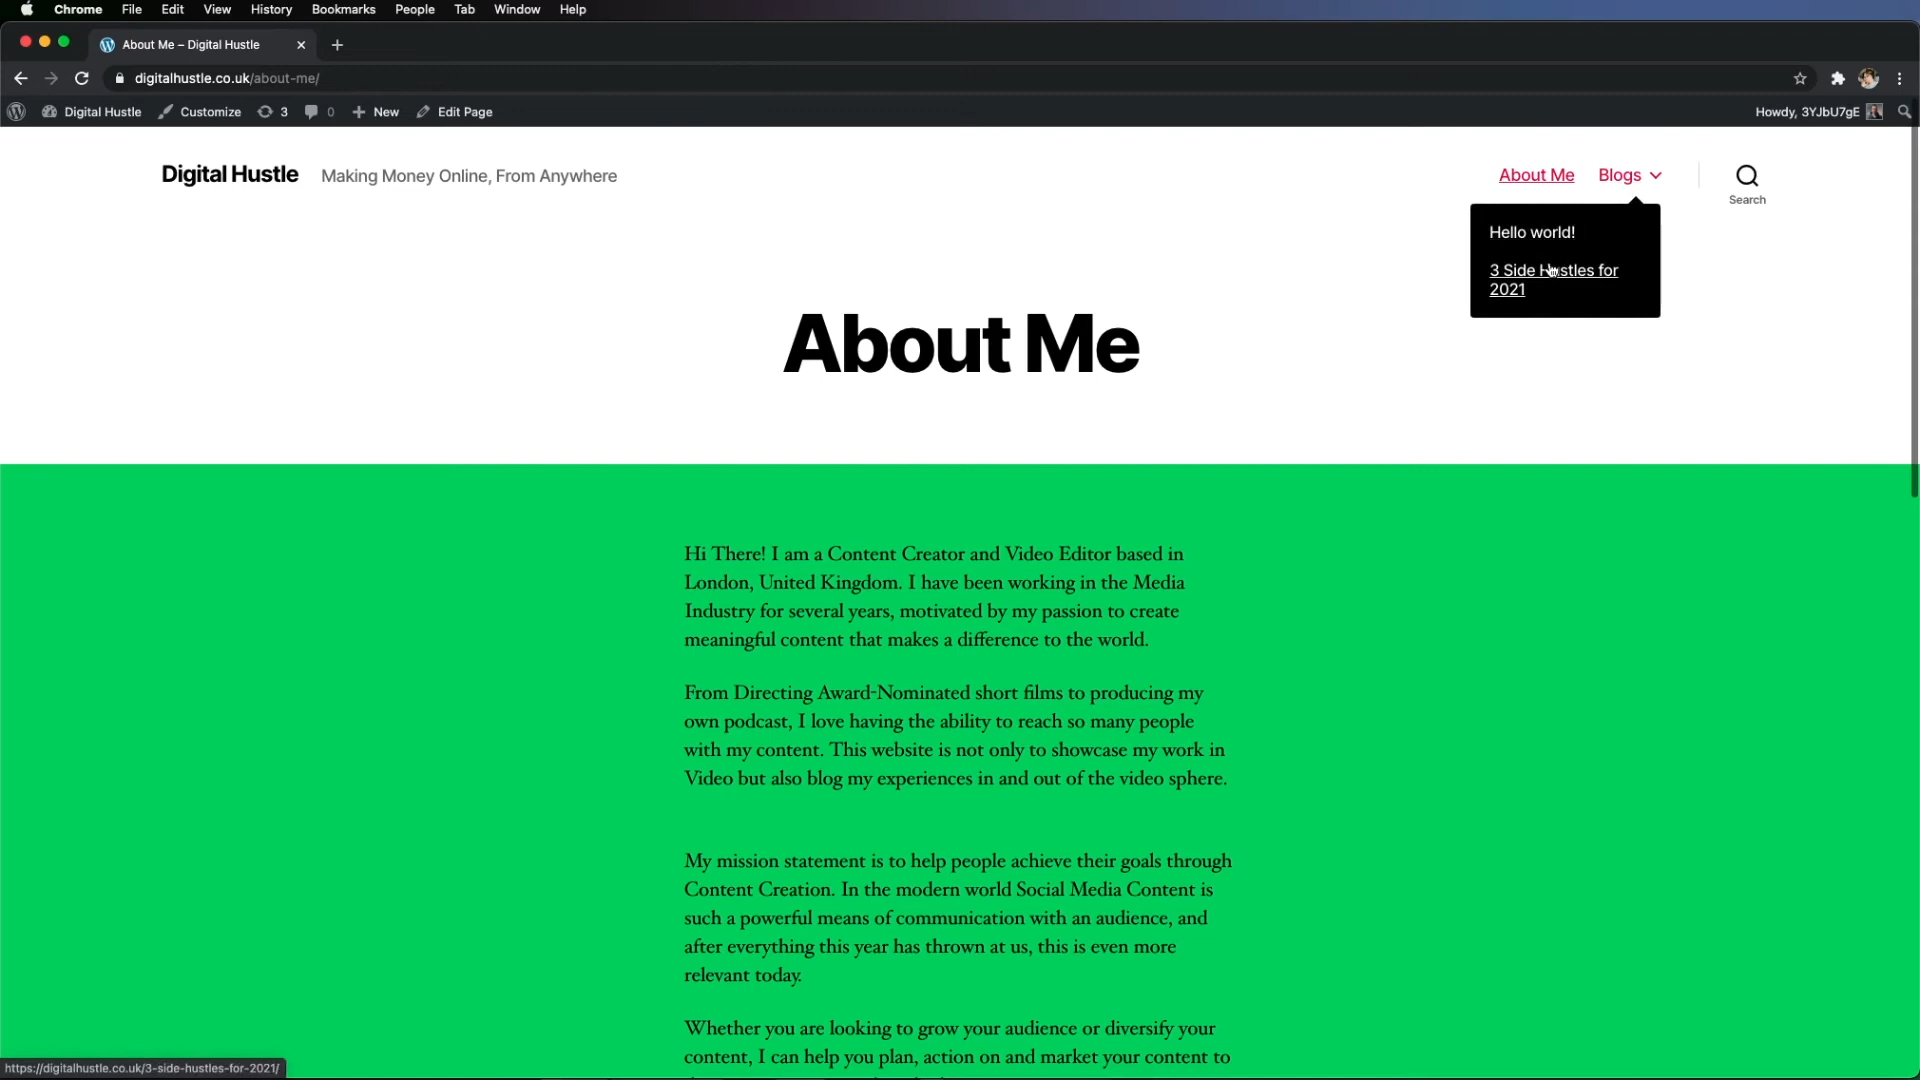 Chrome File Edit View History Bookmarks People Tab Window Help
About Me – Digital Hustle
digitalhustle.co.uk/about-me/
Digital Hustle Customize 3 0 New Edit Page Howdy, 3YJbU7gE
Digital Hustle Making Money Online, From Anywhere About Me Blogs
Search
Hello world!
3 Side Hustles for
2021
About Me
Hi There! I am a Content Creator and Video Editor based in
London, United Kingdom. I have been working in the Media
Industry for several years, motivated by my passion to create
meaningful content that makes a difference to the world.
From Directing Award-Nominated short films to producing my
own podcast, I love having the ability to reach so many people
with my content. This website is not only to showcase my work in
Video but also blog my experiences in and out of the video sphere.
My mission statement is to help people achieve their goals through
Content Creation. In the modern world Social Media Content is
such a powerful means of communication with an audience, and
after everything this year has thrown at us, this is even more
relevant today.
Whether you are looking to grow your audience or diversify your
content, I can help you plan, action on and market your content to
https://digitalhustle.co.uk/3-side-hustles-for-2021/